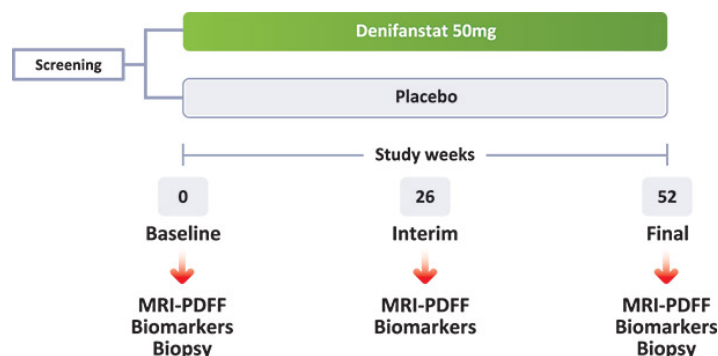 Denifanstat 50mg
Screening
Placebo
Study weeks
0 26 52
Baseline Interim Final
MRI-PDFF MRI-PDFF MRI-PDFF
Biomarkers Biomarkers Biomarkers
Biopsy Biopsy